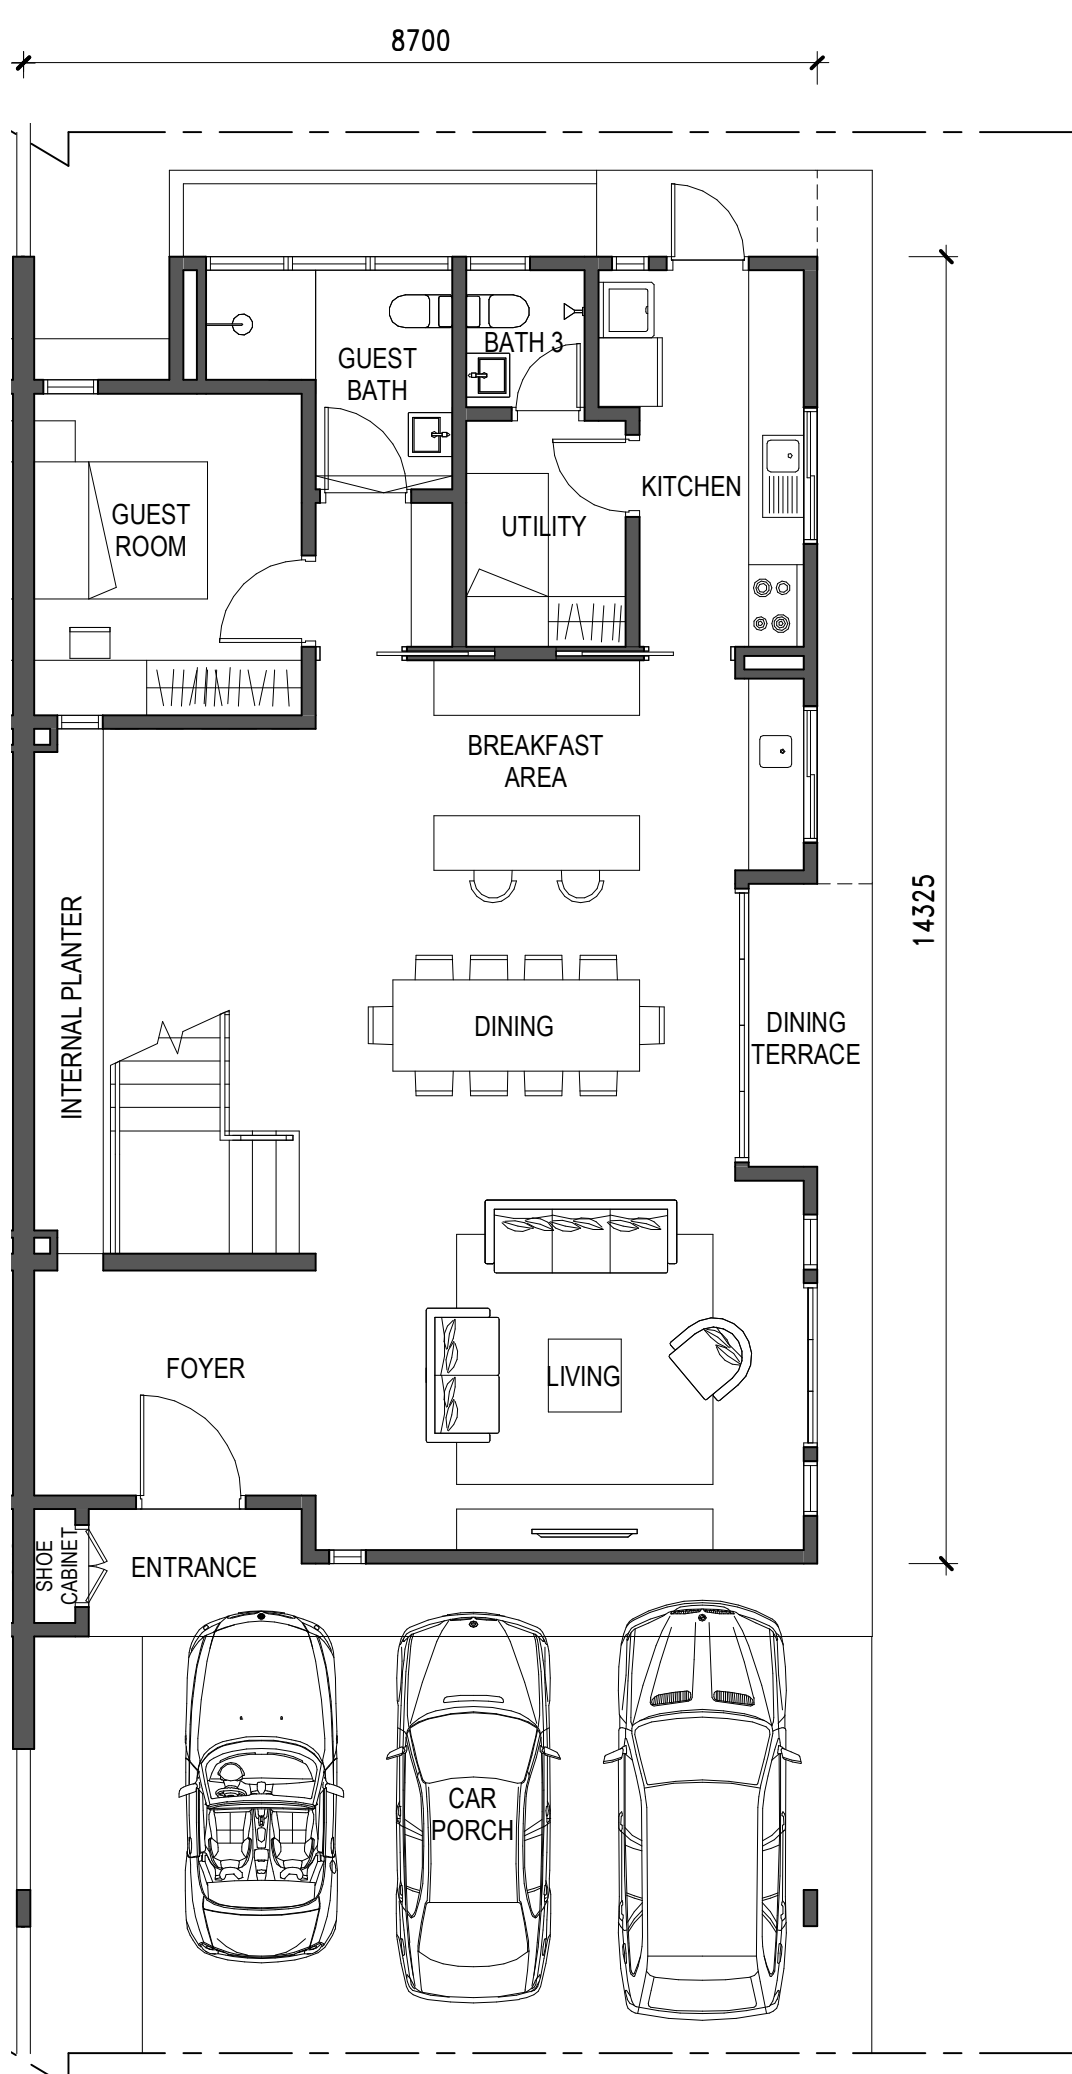 8700
BATH 3
GUEST
BATH
KITCHEN
GUEST
ROOM
UTILITY
BREAKFAST
AREA
14325
INTERNAL PLANTER
DINING
DINING
TERRACE
FOYER
LIVING
SHOE
CABINET
ENTRANCE
CAR
PORCH